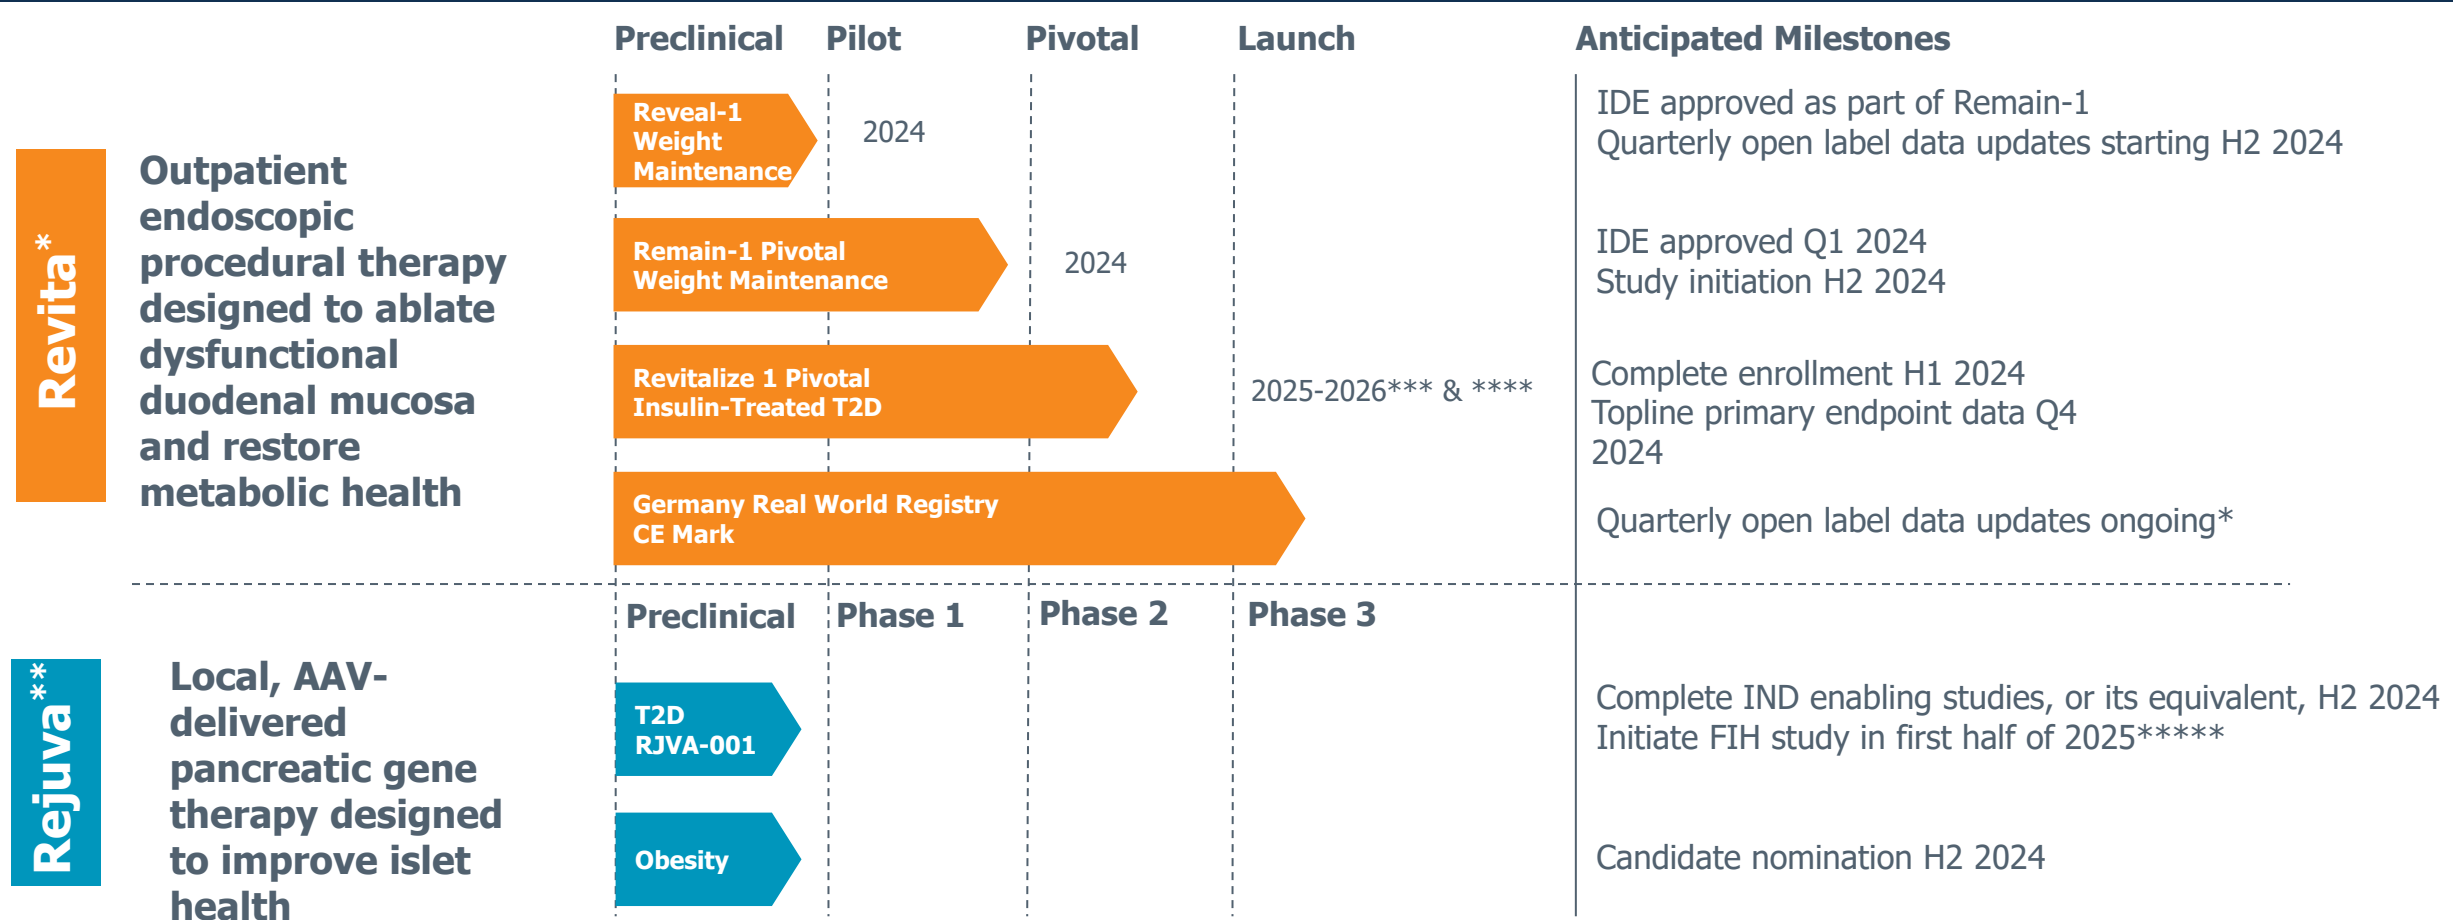 Preclinical Pilot Pivotal Launch Anticipated Milestones
Revita*
Outpatient
endoscopic
procedural therapy
designed to ablate
dysfunctional
duodenal mucosa
and restore
metabolic health
Reveal-1
Weight
Maintenance
2024
IDE approved as part of Remain-1
Quarterly open label data updates starting H2 2024
Remain-1 Pivotal
Weight Maintenance
2024
IDE approved Q1 2024
Study initiation H2 2024
Revitalize 1 Pivotal
Insulin-Treated T2D
2025-2026*** & ****
Complete enrollment H1 2024
Topline primary endpoint data Q4
2024
Germany Real World Registry
CE Mark
Quarterly open label data updates ongoing*
Preclinical Phase 1 Phase 2 Phase 3
Rejuva**
Local, AAV-
delivered
pancreatic gene
therapy designed
to improve islet
health
T2D
RJVA-001
Complete IND enabling studies, or its equivalent, H2 2024
Initiate FIH study in first half of 2025*****
Obesity
Candidate nomination H2 2024